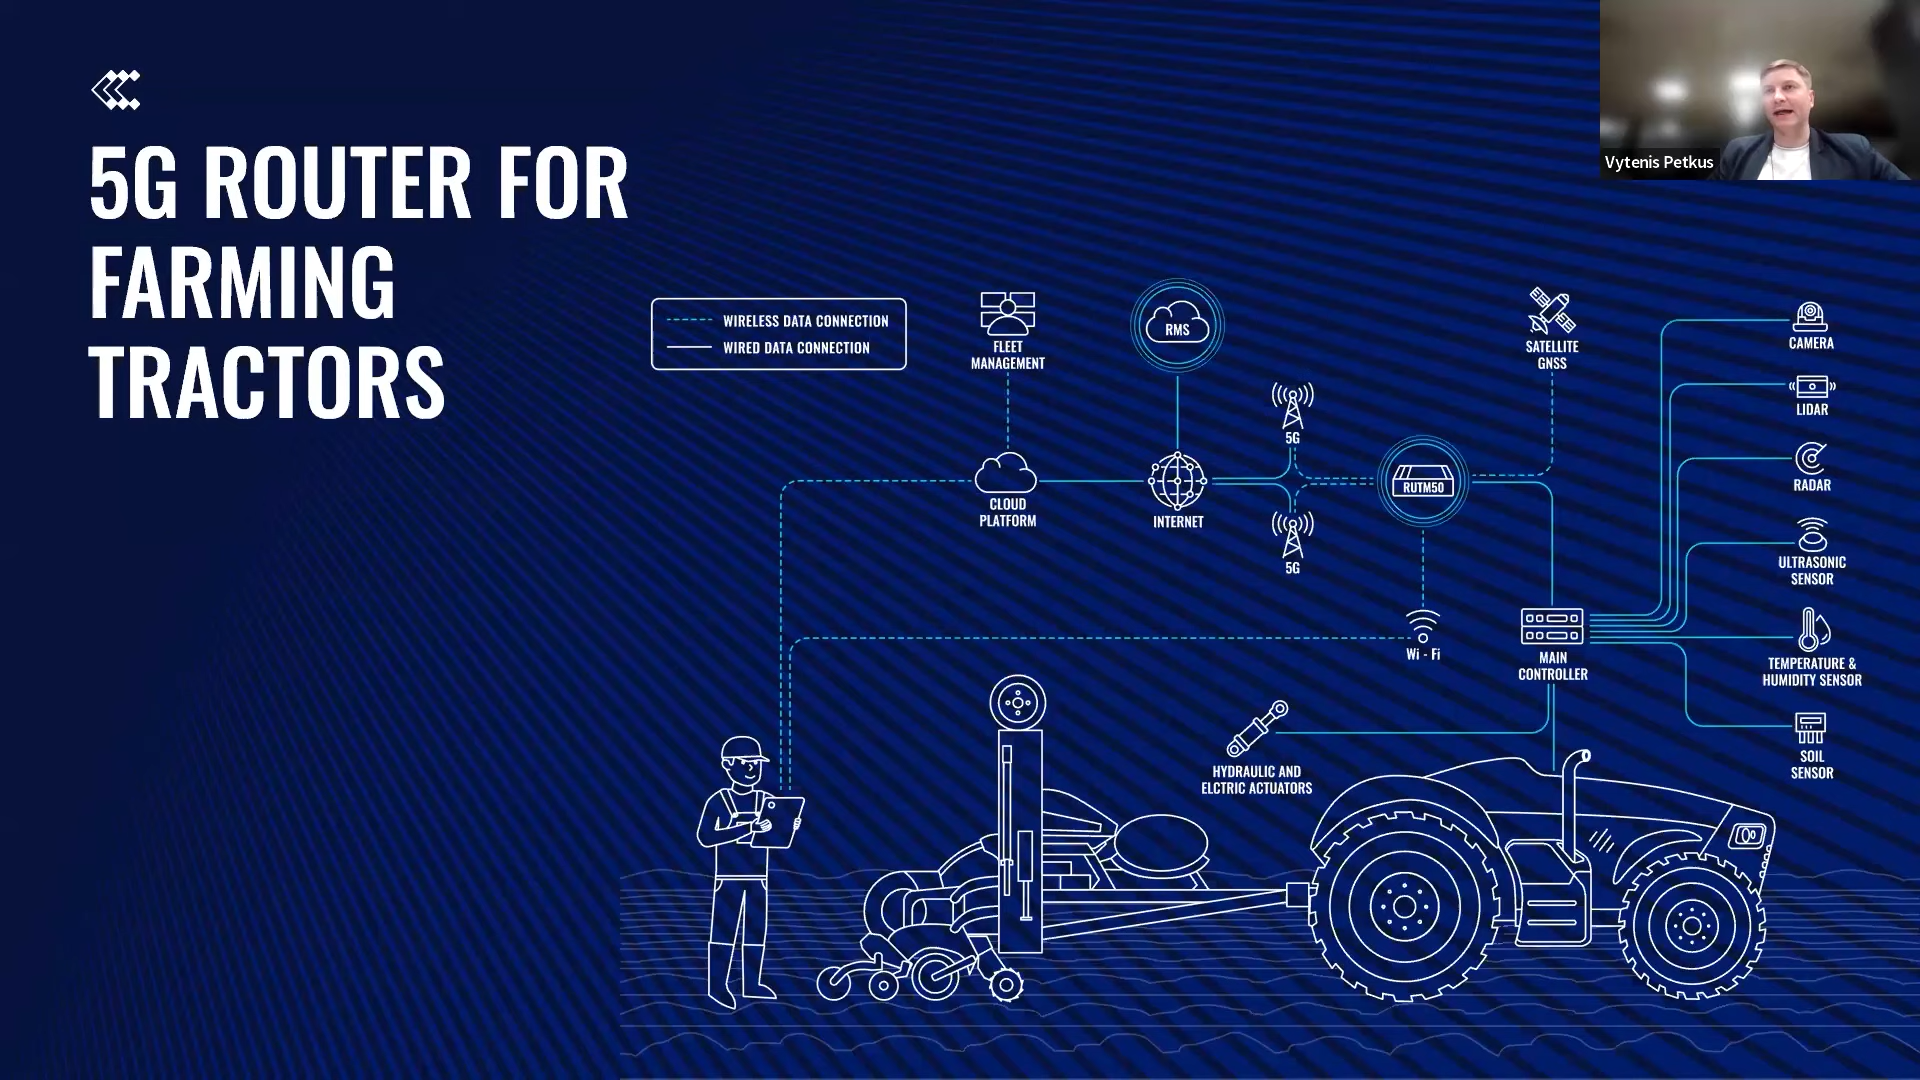 5G ROUTER FOR
FARMING
TRACTORS
Vytenis Petkus
WIRELESS DATA CONNECTION
WIRED DATA CONNECTION
FLEET
MANAGEMENT
RMS
SATELLITE
GNSS
CAMERA
LIDAR
5G
RADAR
RUTM50
CLOUD
PLATFORM
INTERNET
5G
ULTRASONIC
SENSOR
Wi - Fi
MAIN
CONTROLLER
TEMPERATURE &
HUMIDITY SENSOR
HYDRAULIC AND
ELCTRIC ACTUATORS
SOIL
SENSOR